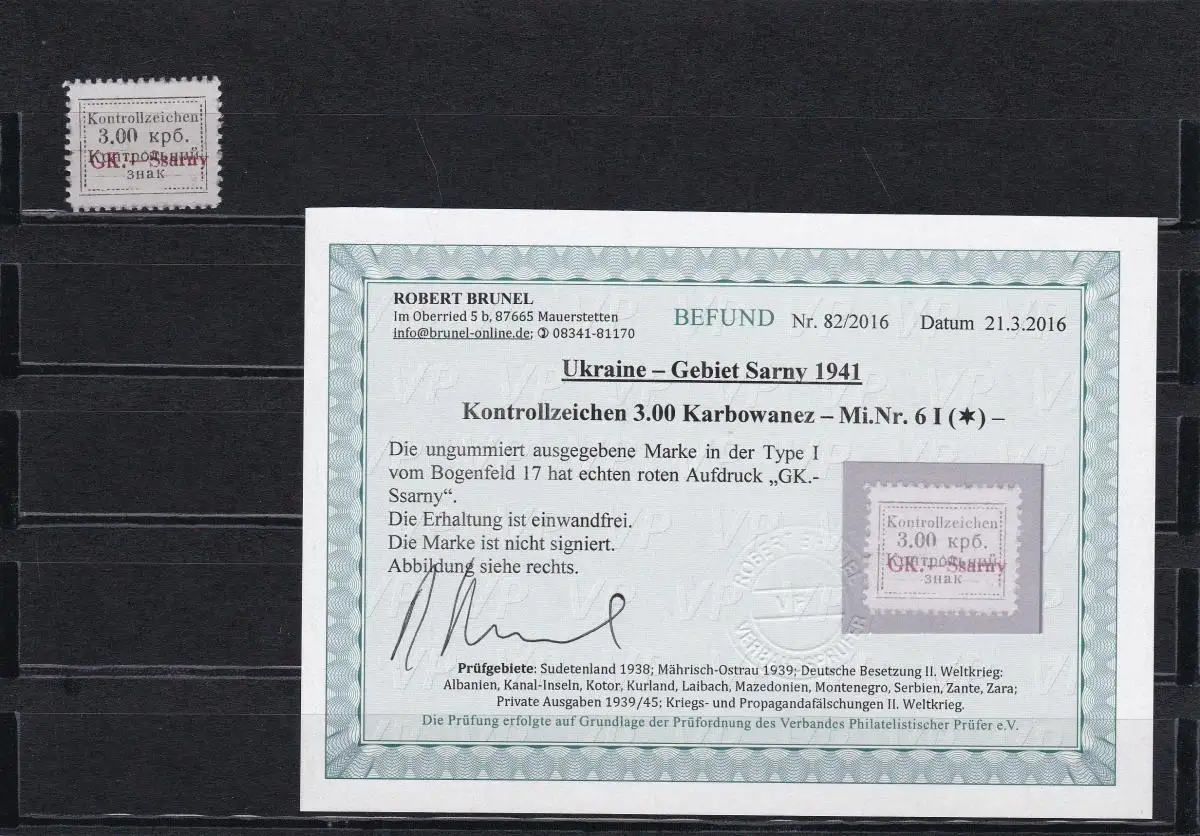 Kontrollzeichen
3.00 крб.
Контрольний
GK.-Ssarny
знак
ROBERT BRUNEL
Im Oberried 5 b, 87665 Mauerstetten
info@brunel-online.de; ✆ 08341-81170
BEFUND Nr. 82/2016 Datum 21.3.2016
Ukraine – Gebiet Sarny 1941
Kontrollzeichen 3.00 Karbowanez – Mi.Nr. 6 I (✶) –
Die ungummiert ausgegebene Marke in der Type I
vom Bogenfeld 17 hat echten roten Aufdruck „GK.-
Ssarny“.
Die Erhaltung ist einwandfrei.
Die Marke ist nicht signiert.
Abbildung siehe rechts.
Kontrollzeichen
3.00 крб.
Контрольний
GK.-Ssarny
знак
ROBERT
VP
Prüfgebiete: Sudetenland 1938; Mährisch-Ostrau 1939; Deutsche Besetzung II. Weltkrieg:
Albanien, Kanal-Inseln, Kotor, Kurland, Laibach, Mazedonien, Montenegro, Serbien, Zante, Zara;
Private Ausgaben 1939/45; Kriegs- und Propagandafälschungen II. Weltkrieg.
Die Prüfung erfolgte auf Grundlage der Prüfordnung des Verbandes Philatelistischer Prüfer e.V.